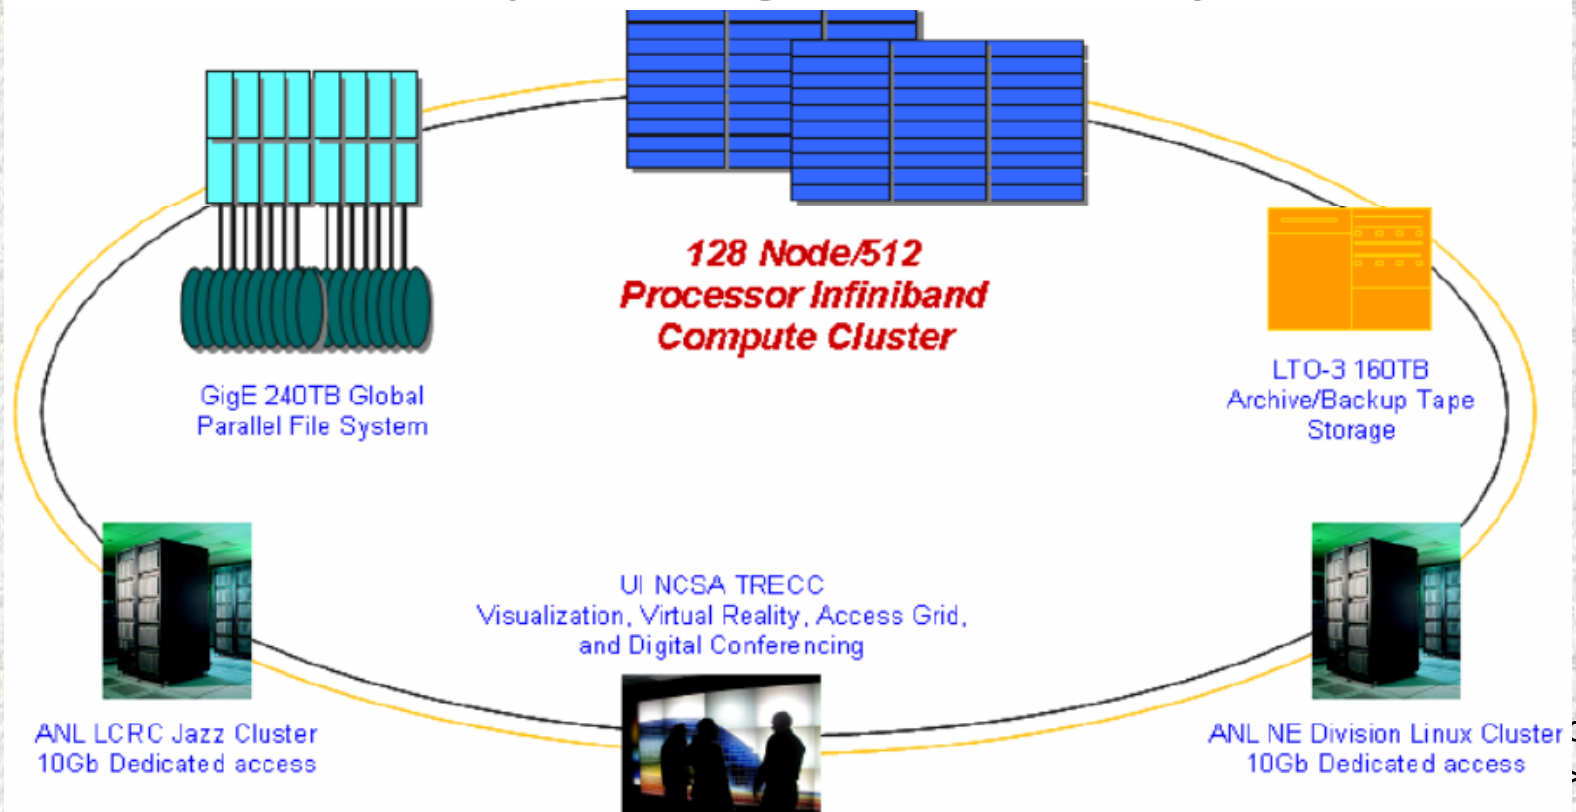 128 Node/512
Processor Infiniband
Compute Cluster
GigE 240TB Global
Parallel File System
LTO-3 160TB
Archive/Backup Tape
Storage
UI NCSA TRECC
Visualization, Virtual Reality, Access Grid,
and Digital Conferencing
ANL LCRC Jazz Cluster
10Gb Dedicated access
ANL NE Division Linux Cluster
10Gb Dedicated access